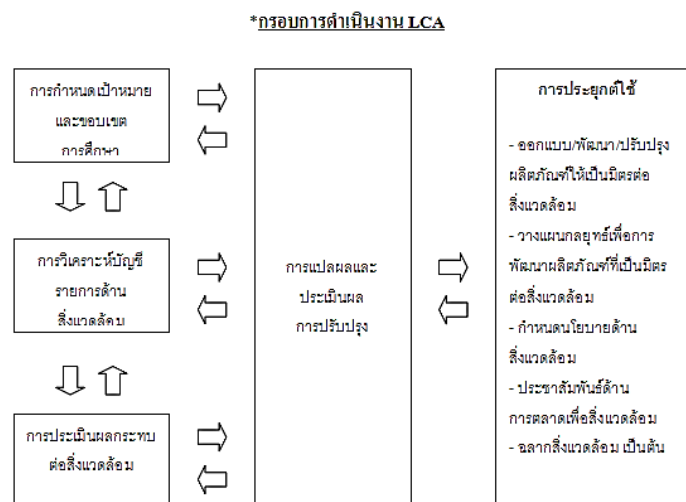 *กรอบการดำเนินงาน LCA
การกำหนดเป้าหมาย
และขอบเขต
การศึกษา
การวิเคราะห์บัญชี
รายการด้าน
สิ่งแวดล้อม
การประเมินผลกระทบ
ต่อสิ่งแวดล้อม
การแปลผลและ
ประเมินผล
การปรับปรุง
การประยุกต์ใช้
- ออกแบบ/พัฒนา/ปรับปรุง
ผลิตภัณฑ์ให้เป็นมิตรต่อ
สิ่งแวดล้อม
- วางแผนกลยุทธ์เพื่อการ
พัฒนาผลิตภัณฑ์ที่เป็นมิตร
ต่อสิ่งแวดล้อม
- กำหนดนโยบายด้าน
สิ่งแวดล้อม
- ประชาสัมพันธ์ด้าน
การตลาดเพื่อสิ่งแวดล้อม
- ฉลากสิ่งแวดล้อม เป็นต้น